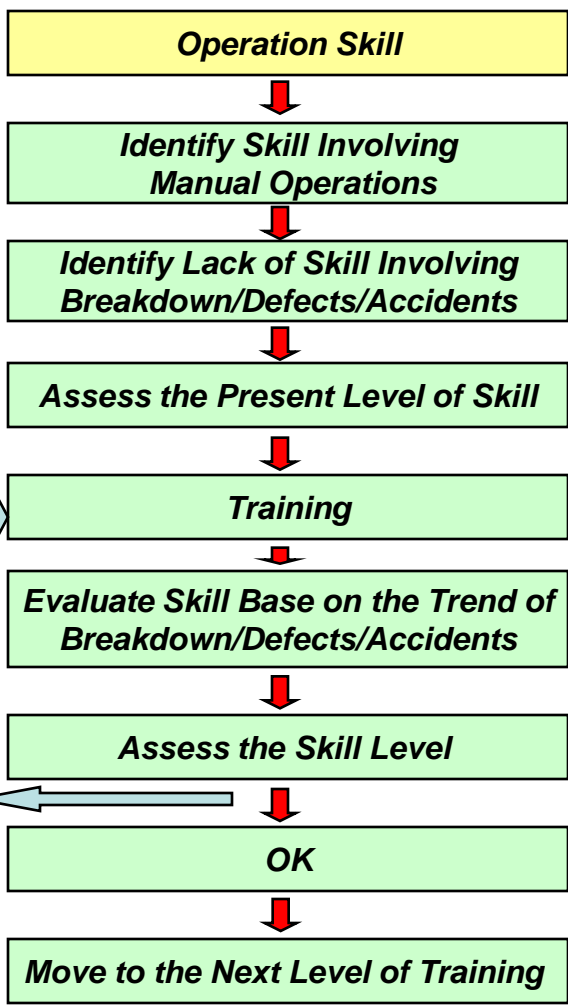 Operation Skill
Identify Skill Involving
Manual Operations
Identify Lack of Skill Involving
Breakdown/Defects/Accidents
Assess the Present Level of Skill
Training
Evaluate Skill Base on the Trend of
Breakdown/Defects/Accidents
Assess the Skill Level
OK
Move to the Next Level of Training